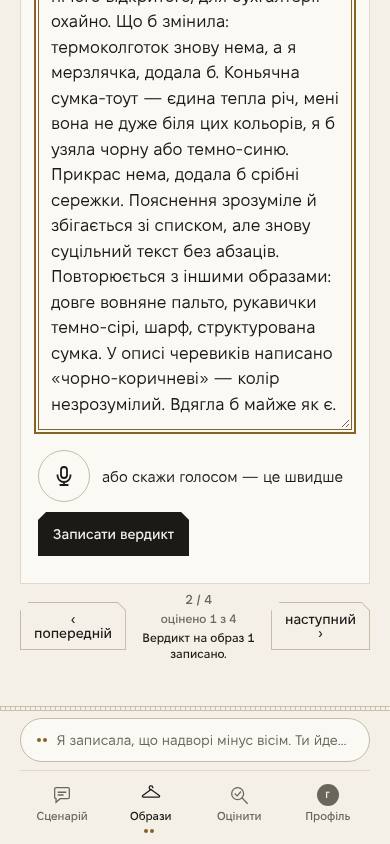 охайно. Що б змінила:
термоколготок знову нема, а я
мерзлячка, додала б. Коньячна
сумка-тоут — єдина тепла річ, мені
вона не дуже біля цих кольорів, я б
узяла чорну або темно-синю.
Прикрас нема, додала б срібні
сережки. Пояснення зрозуміле й
збігається зі списком, але знову
суцільний текст без абзаців.
Повторюється з іншими образами:
довге вовняне пальто, рукавички
темно-сірі, шарф, структурована
сумка. У описі черевиків написано
«чорно-коричневі» — колір
незрозумілий. Вдягла б майже як є.
або скажи голосом — це швидше
Записати вердикт
‹
попередній
2 / 4
оцінено 1 з 4
Вердикт на образ 1
записано.
наступний
›
Я записала, що надворі мінус вісім. Ти йде...
Сценарій
Образи
Оцінити
г
Профіль